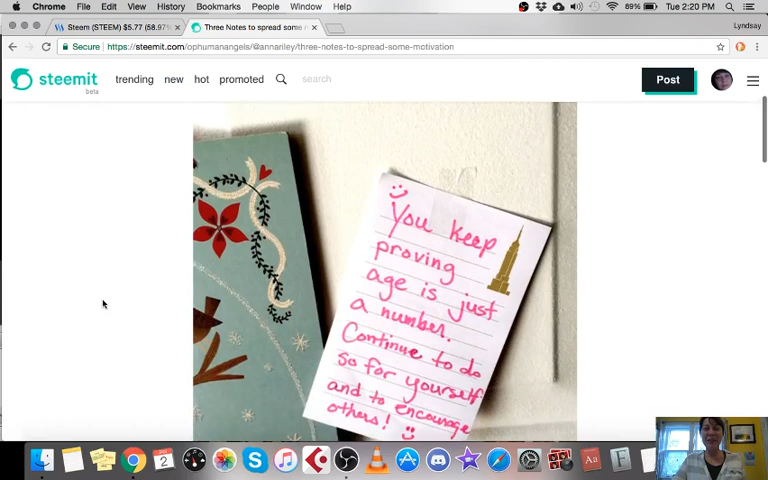 Chrome File Edit View History Bookmarks People Window Help 89% Tue 2:20 PM
Steem (STEEM) $5.77 (58.97% Three Notes to spread some m Lyndsay
Secure https://steemit.com/ophumanangels/@annariley/three-notes-to-spread-some-motivation
steemit beta trending new hot promoted search Post
You keep
proving
age is just
a number.
Continue to do
so for yourself
and to encourage
others!